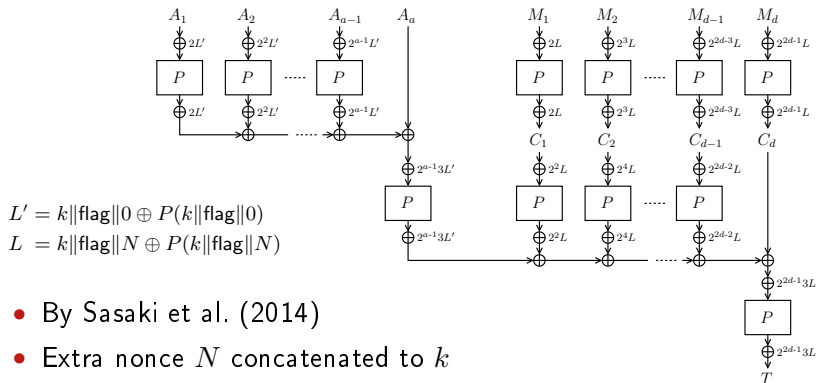 A₁ A₂ A_{a−1} A_a M₁ M₂ M_{d−1} M_d
2L′ 2²L′ 2^{a−1}L′ 2L 2³L 2^{2d−3}L 2^{2d−1}L
P P ..... P P P ..... P P
2L′ 2²L′ 2^{a−1}L′ 2L 2³L 2^{2d−3}L 2^{2d−1}L
C₁ C₂ C_{d−1} C_d
2^{a−1}3L′ 2²L 2⁴L 2^{2d−2}L
P P P ..... P
2^{a−1}3L′ 2²L 2⁴L 2^{2d−2}L
L′ = k‖flag‖0 ⊕ P(k‖flag‖0)
L = k‖flag‖N ⊕ P(k‖flag‖N)
2^{2d−1}3L
P
2^{2d−1}3L
T
• By Sasaki et al. (2014)
• Extra nonce N concatenated to k